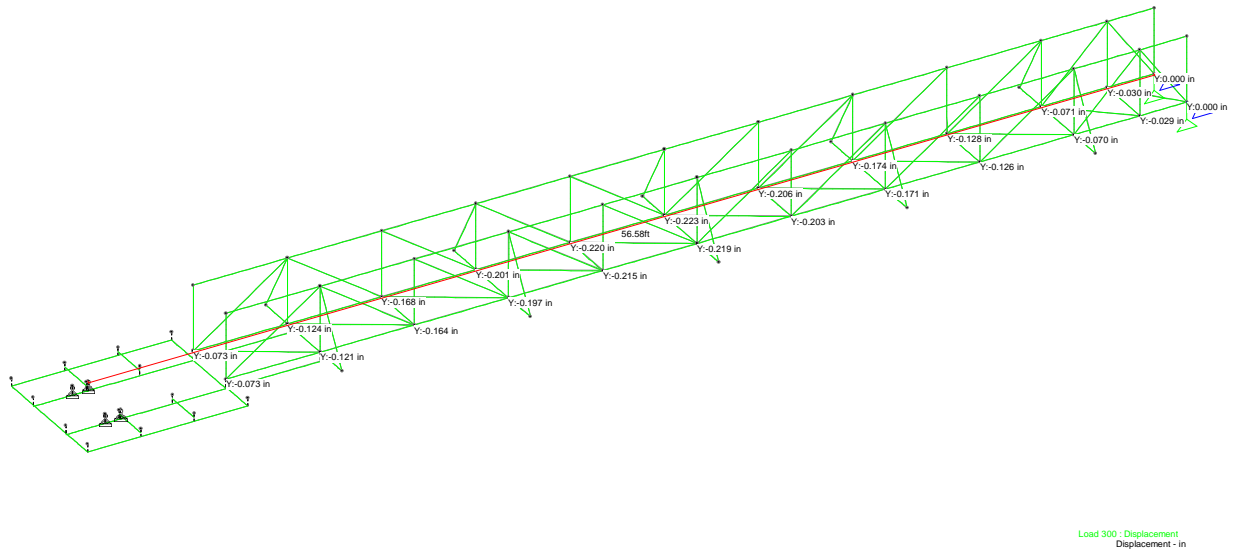 Y:0.000 in
Y:-0.030 in
Y:0.000 in
Y:-0.071 in
Y:-0.029 in
Y:-0.128 in
Y:-0.070 in
Y:-0.174 in
Y:-0.126 in
Y:-0.206 in
Y:-0.171 in
Y:-0.223 in
Y:-0.203 in
56.58ft
Y:-0.220 in
Y:-0.219 in
Y:-0.201 in
Y:-0.215 in
Y:-0.168 in
Y:-0.197 in
Y:-0.124 in
Y:-0.164 in
Y:-0.073 in
Y:-0.121 in
Y:-0.073 in
Load 300 : Displacement
Displacement - in